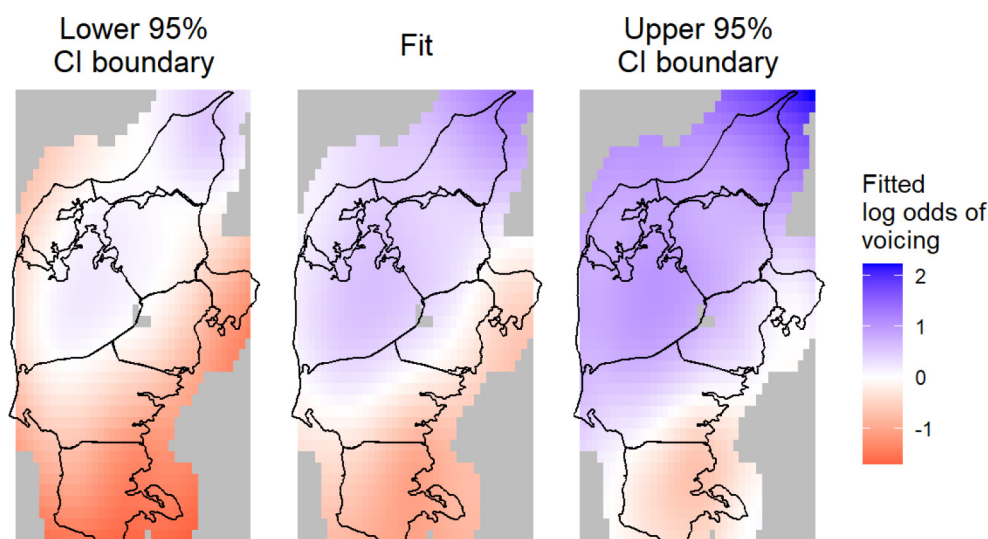 Lower 95%
CI boundary
Fit
Upper 95%
CI boundary
Fitted
log odds of
voicing
2
1
0
-1